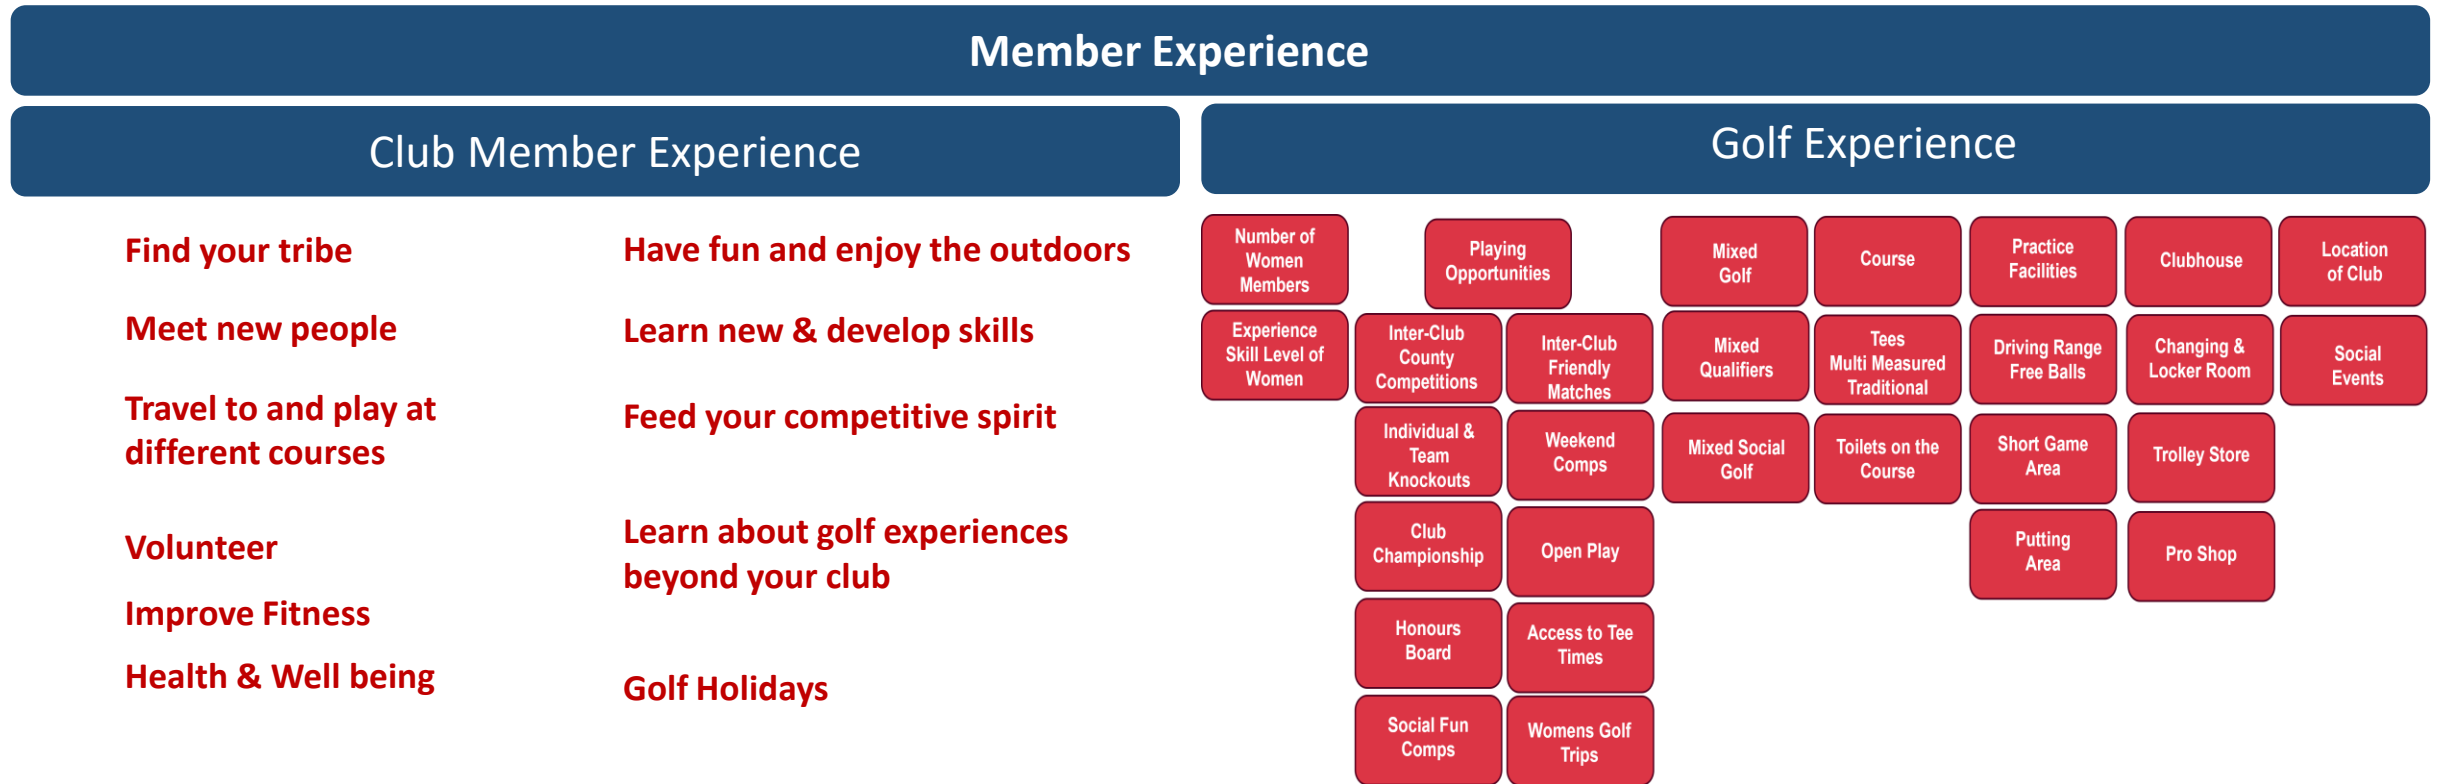 Member Experience
Club Member Experience
Golf Experience
Find your tribe
Meet new people
Travel to and play at
different courses
Volunteer
Improve Fitness
Health & Well being
Have fun and enjoy the outdoors
Learn new & develop skills
Feed your competitive spirit
Learn about golf experiences
beyond your club
Golf Holidays
Number of
Women
Members
Experience
Skill Level of
Women
Playing
Opportunities
Inter-Club
County
Competitions
Inter-Club
Friendly
Matches
Individual &
Team
Knockouts
Weekend
Comps
Club
Championship
Open Play
Honours
Board
Access to Tee
Times
Social Fun
Comps
Womens Golf
Trips
Mixed
Golf
Mixed
Qualifiers
Mixed Social
Golf
Course
Tees
Multi Measured
Traditional
Toilets on the
Course
Practice
Facilities
Driving Range
Free Balls
Short Game
Area
Putting
Area
Clubhouse
Changing &
Locker Room
Trolley Store
Pro Shop
Location
of Club
Social
Events